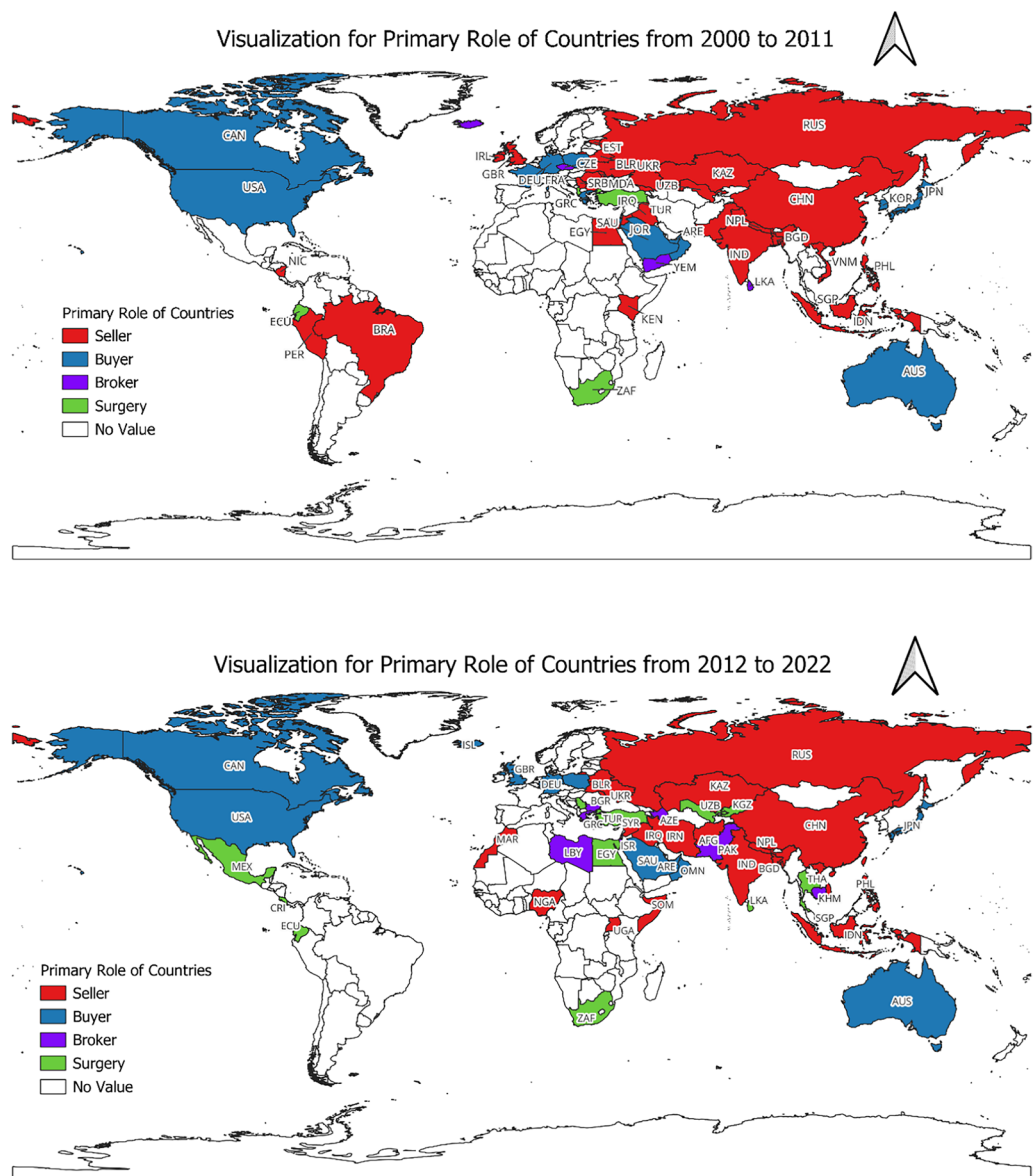 Visualization for Primary Role of Countries from 2000 to 2011
RUS
CAN
EST
IRL
CZE
BLR
UKR
GBR
DEU
FRA
KAZ
USA
SRB
MDA
UZB
JPN
KOR
CHN
GRC
IRQ
TUR
NPL
SAU
EGY
JOR
ARE
BGD
IND
NIC
VNM
PHL
YEM
LKA
Primary Role of Countries
SGP
ECU
KEN
IDN
Seller
BRA
PER
Buyer
AUS
Broker
ZAF
Surgery
No Value
Visualization for Primary Role of Countries from 2012 to 2022
ISL
RUS
CAN
GBR
DEU
BLR
UKR
KAZ
BGR
UZB
KGZ
USA
GRC
TUR
SYR
AZE
JPN
CHN
MAR
ISR
IRQ
IRN
AFG
NPL
PAK
LBY
EGY
SAU
ARE
OMN
IND
BGD
MEX
THA
PHL
KHM
CRI
NGA
SOM
LKA
SGP
ECU
UGA
IDN
Primary Role of Countries
Seller
AUS
Buyer
ZAF
Broker
Surgery
No Value